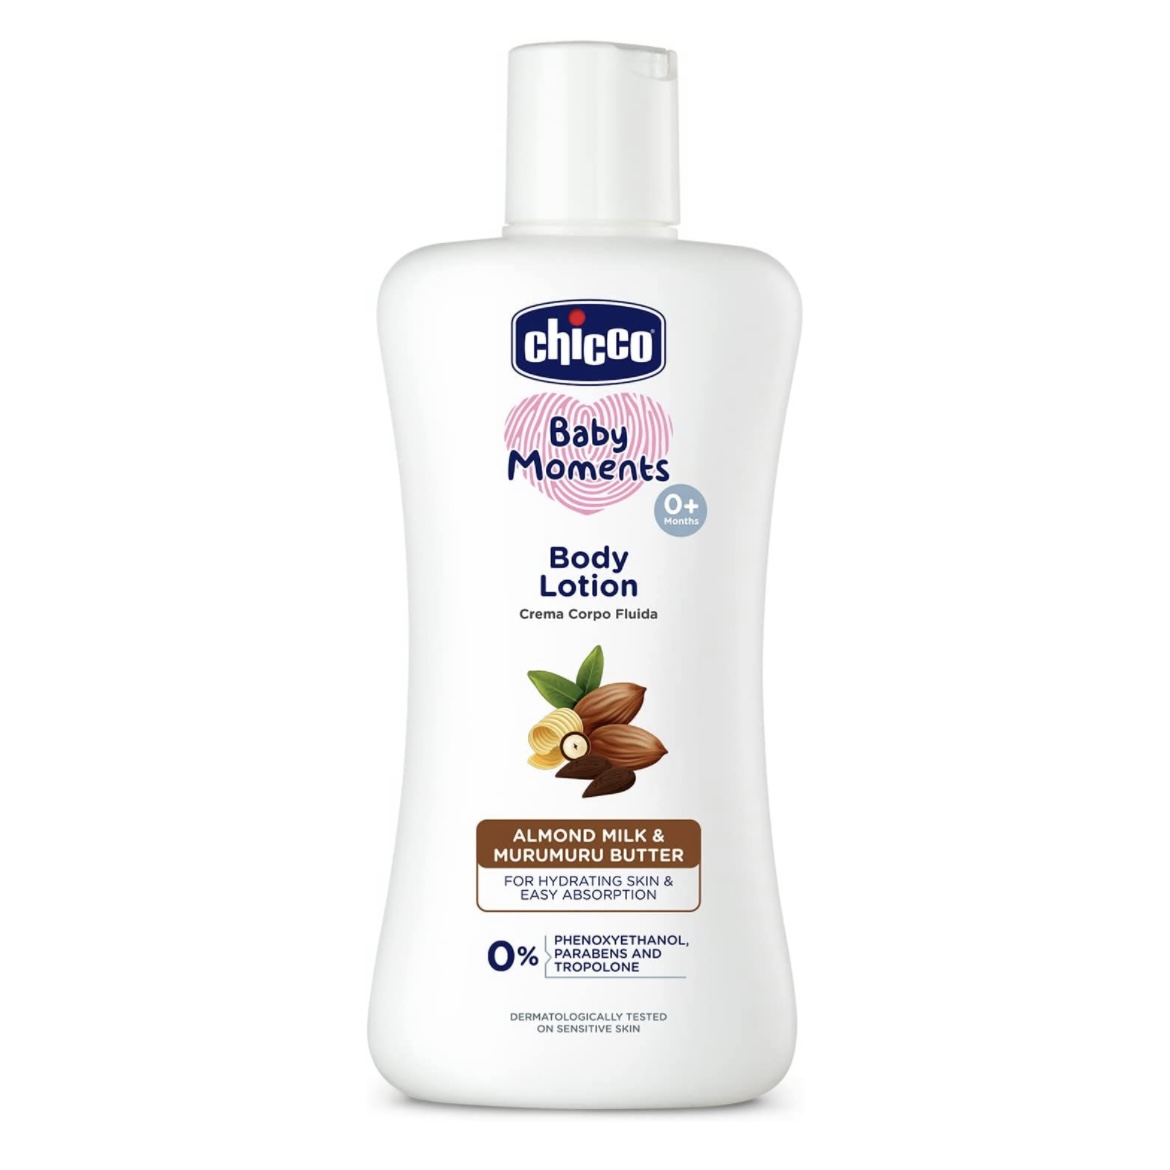 chicco
Baby
Moments
0+
Months
Body
Lotion
Crema Corpo Fluida
ALMOND MILK &
MURUMURU BUTTER
FOR HYDRATING SKIN &
EASY ABSORPTION
0%
PHENOXYETHANOL,
PARABENS AND
TROPOLONE
DERMATOLOGICALLY TESTED
ON SENSITIVE SKIN